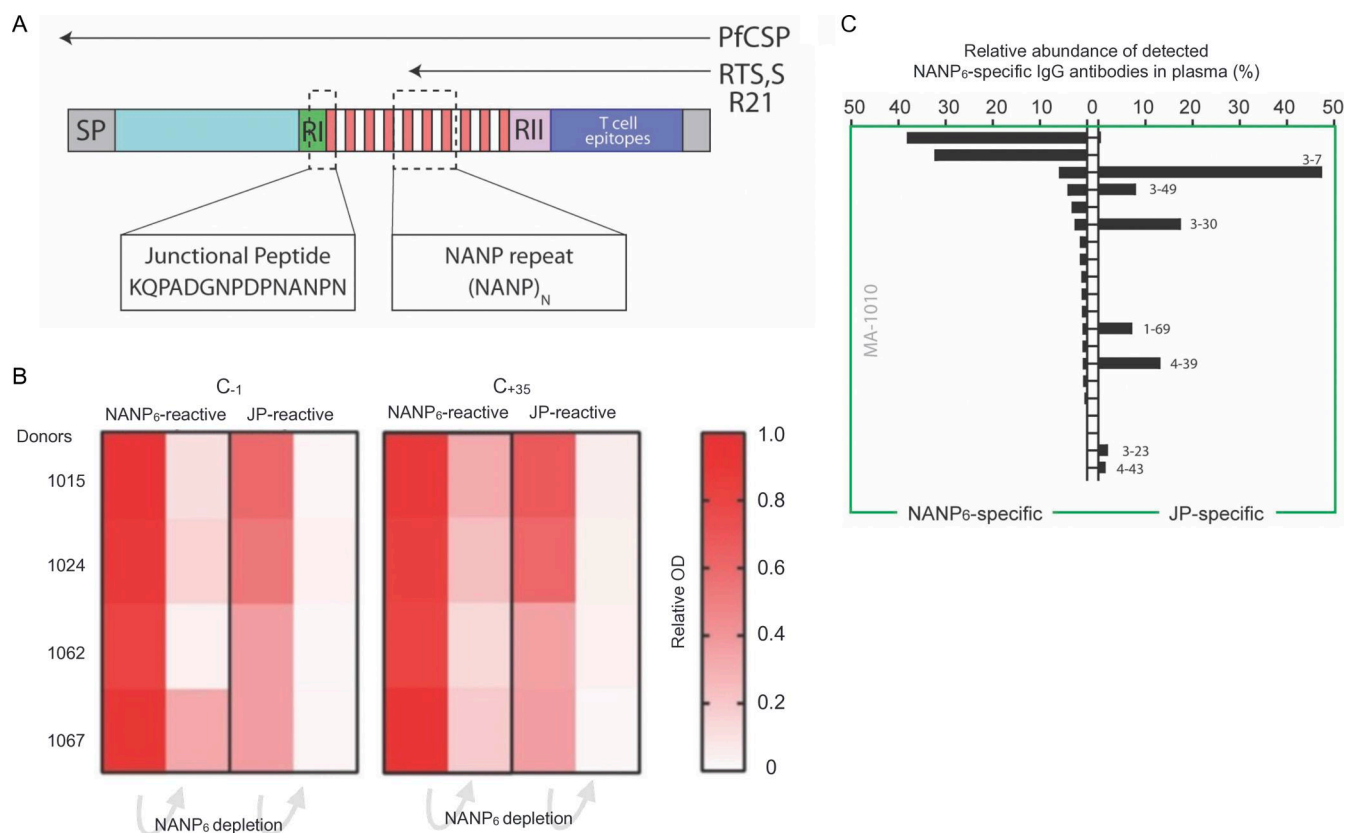 A
PfCSP
RTS,S
R21
SP
RI
RII
T cell
epitopes
Junctional Peptide
KQPADGNPDPNANPN
NANP repeat
(NANP)N
B
C-1
C+35
NANP6-reactive
JP-reactive
NANP6-reactive
JP-reactive
Donors
1015
1024
1062
1067
NANP6 depletion
NANP6 depletion
Relative OD
1.0
0.8
0.6
0.4
0.2
0
C
Relative abundance of detected
NANP6-specific IgG antibodies in plasma (%)
50 40 30 20 10 0 10 20 30 40 50
3-7
3-49
3-30
1-69
4-39
3-23
4-43
MA-1010
NANP6-specific
JP-specific